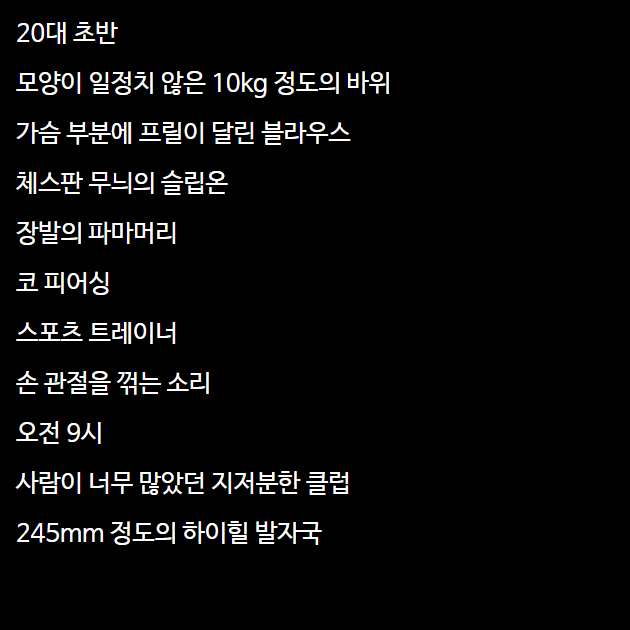 20대 초반
모양이 일정치 않은 10kg 정도의 바위
가슴 부분에 프릴이 달린 블라우스
체스판 무늬의 슬립온
장발의 파마머리
코 피어싱
스포츠 트레이너
손 관절을 꺾는 소리
오전 9시
사람이 너무 많았던 지저분한 클럽
245mm 정도의 하이힐 발자국